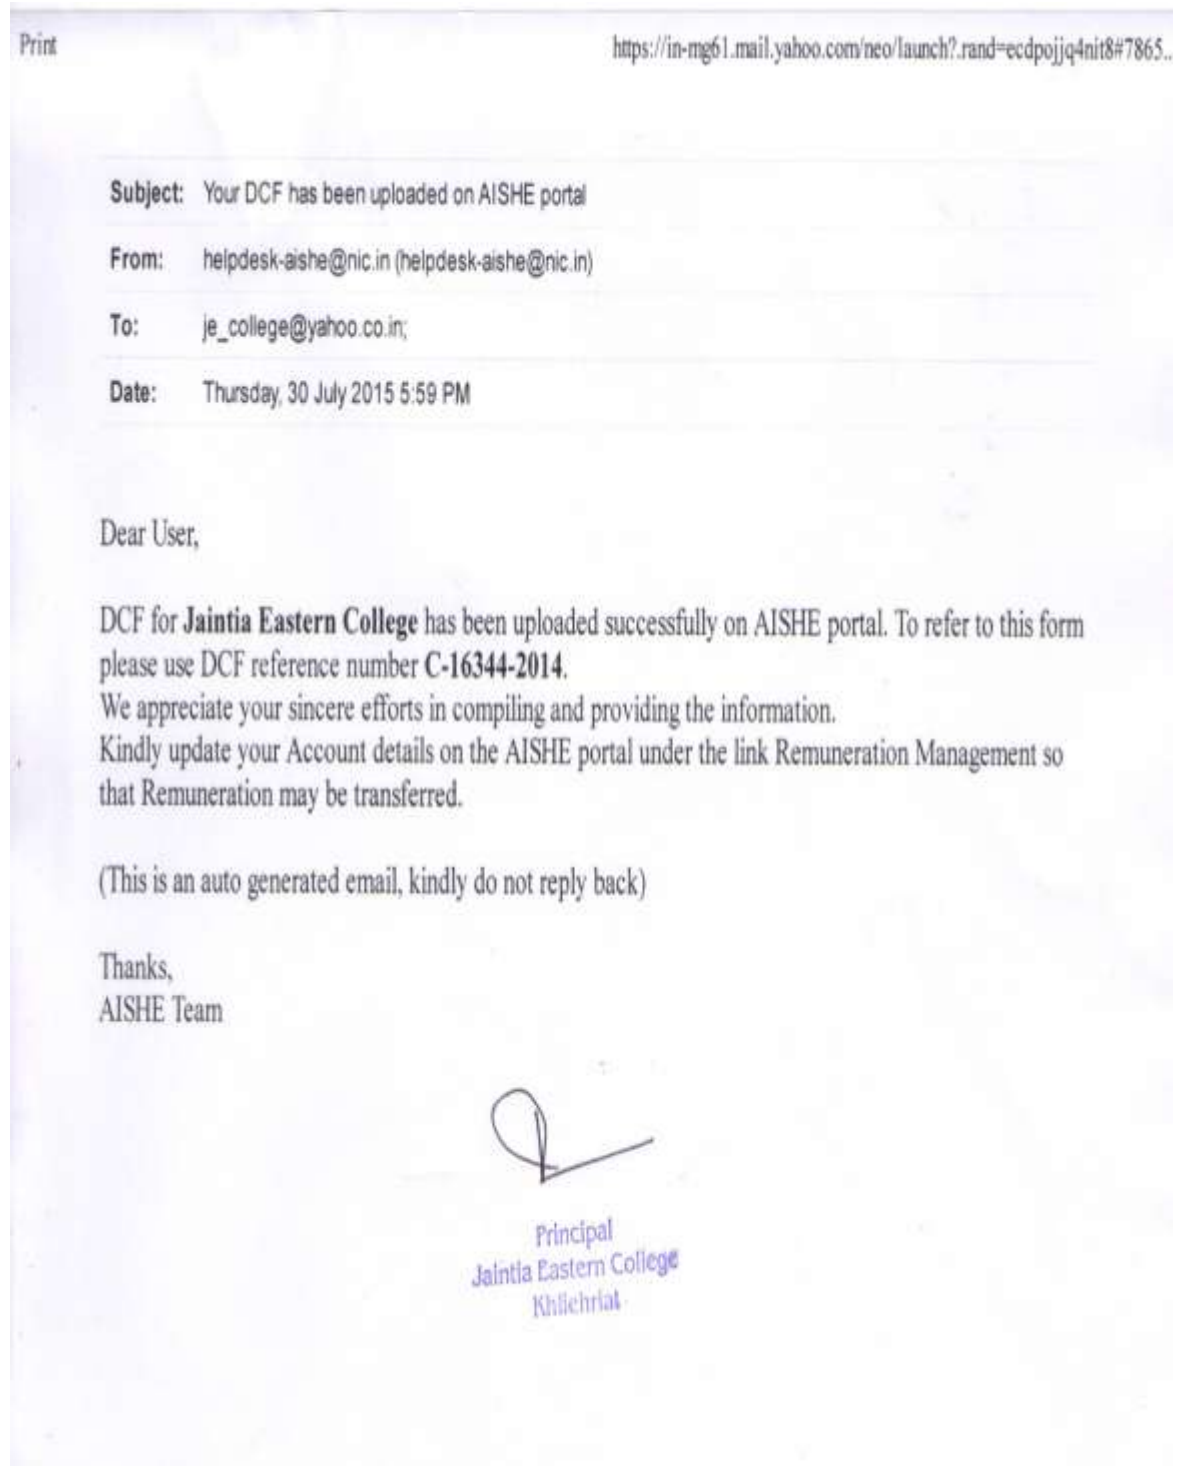 Print
https://in-mg61.mail.yahoo.com/neo/launch?.rand=ecdpojjq4nit8#7865..
Subject: Your DCF has been uploaded on AISHE portal
From: helpdesk-aishe@nic.in (helpdesk-aishe@nic.in)
To: je_college@yahoo.co.in;
Date: Thursday, 30 July 2015 5:59 PM
Dear User,
DCF for Jaintia Eastern College has been uploaded successfully on AISHE portal. To refer to this form
please use DCF reference number C-16344-2014.
We appreciate your sincere efforts in compiling and providing the information.
Kindly update your Account details on the AISHE portal under the link Remuneration Management so
that Remuneration may be transferred.
(This is an auto generated email, kindly do not reply back)
Thanks,
AISHE Team
Principal
Jaintia Eastern College
Khliehriat